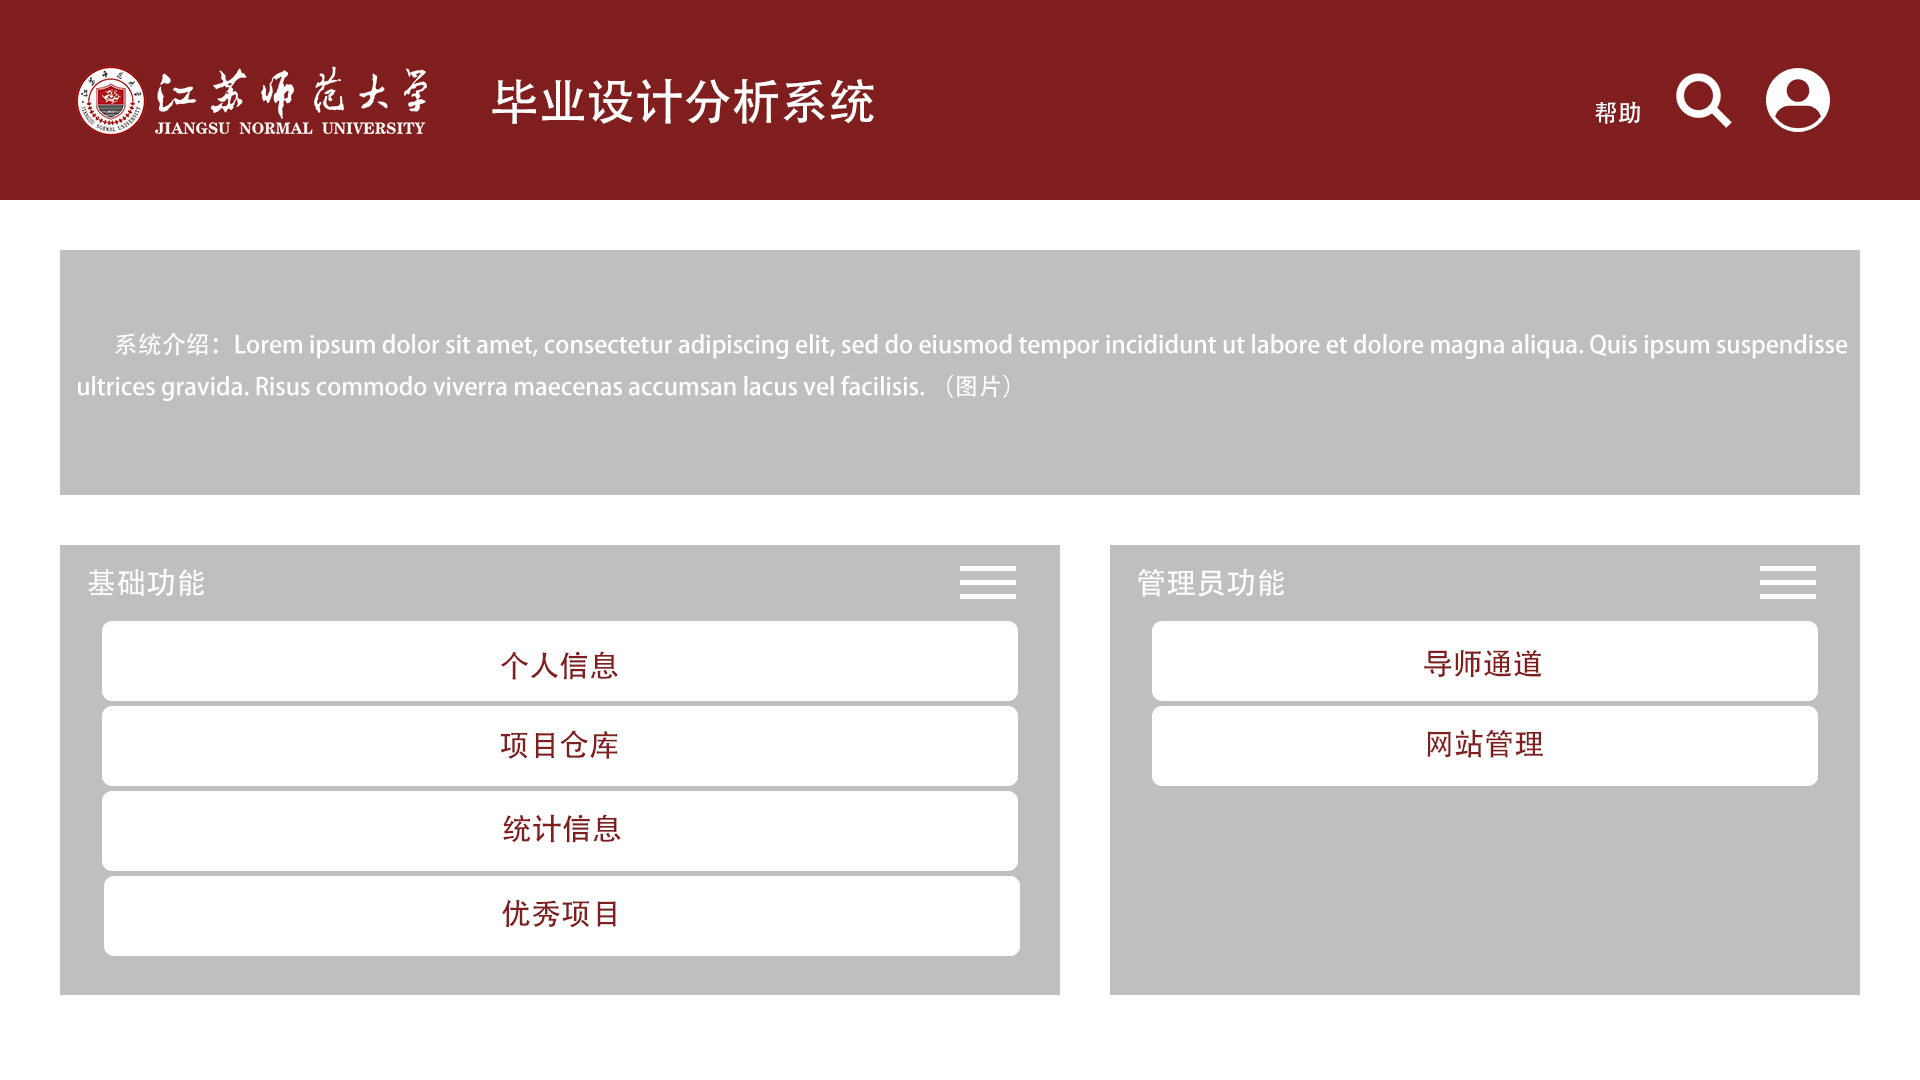 江苏师范大学
JIANGSU NORMAL UNIVERSITY
毕业设计分析系统
帮助
系统介绍：Lorem ipsum dolor sit amet, consectetur adipiscing elit, sed do eiusmod tempor incididunt ut labore et dolore magna aliqua. Quis ipsum suspendisse
ultrices gravida. Risus commodo viverra maecenas accumsan lacus vel facilisis. （图片）
基础功能
个人信息
项目仓库
统计信息
优秀项目
管理员功能
导师通道
网站管理